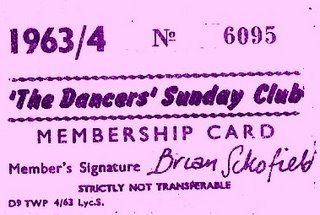 1963/4 Nº 6095
'The Dancers' Sunday Club
MEMBERSHIP CARD
Member's Signature Brian Schofield
STRICTLY NOT TRANSFERABLE
D9 TWP 4/63 Lyc.S.